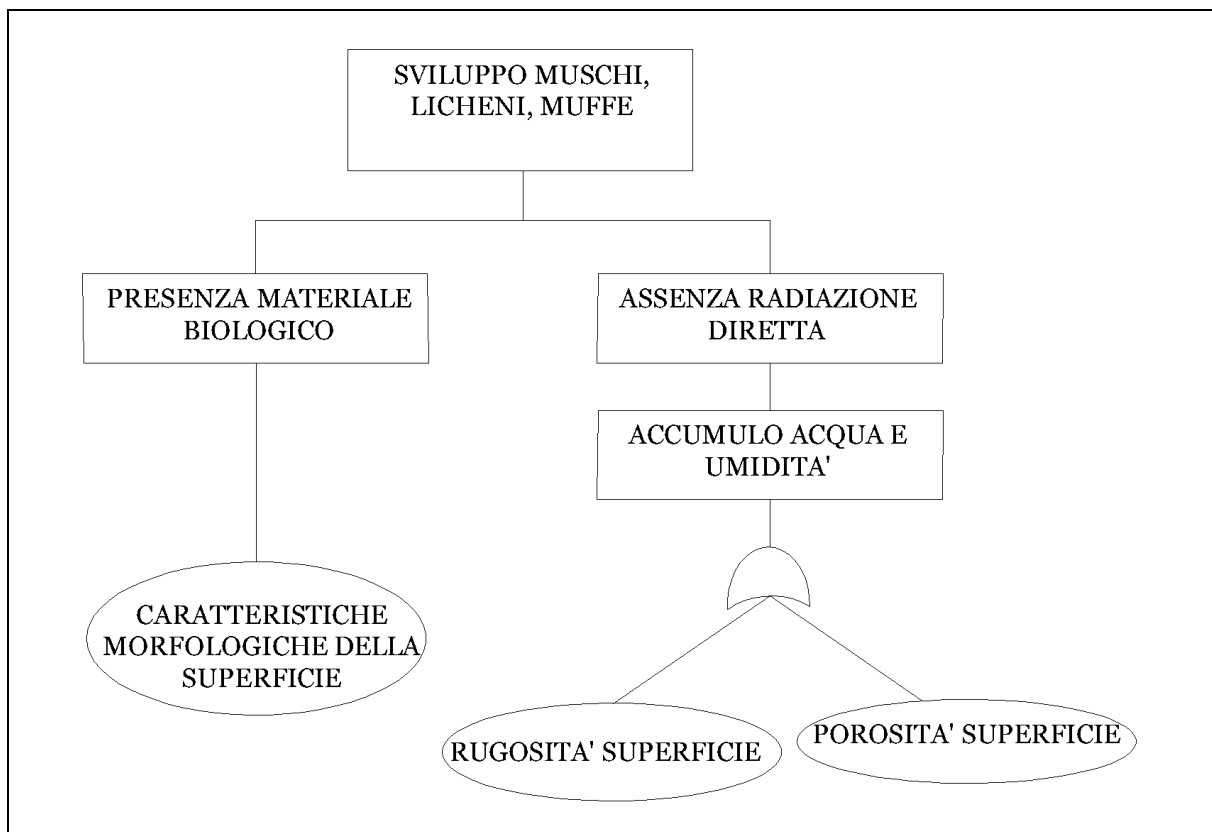 SVILUPPO MUSCHI,
LICHENI, MUFFE
PRESENZA MATERIALE
BIOLOGICO
ASSENZA RADIAZIONE
DIRETTA
ACCUMULO ACQUA E
UMIDITA'
CARATTERISTICHE
MORFOLOGICHE DELLA
SUPERFICIE
RUGOSITA' SUPERFICIE
POROSITA' SUPERFICIE